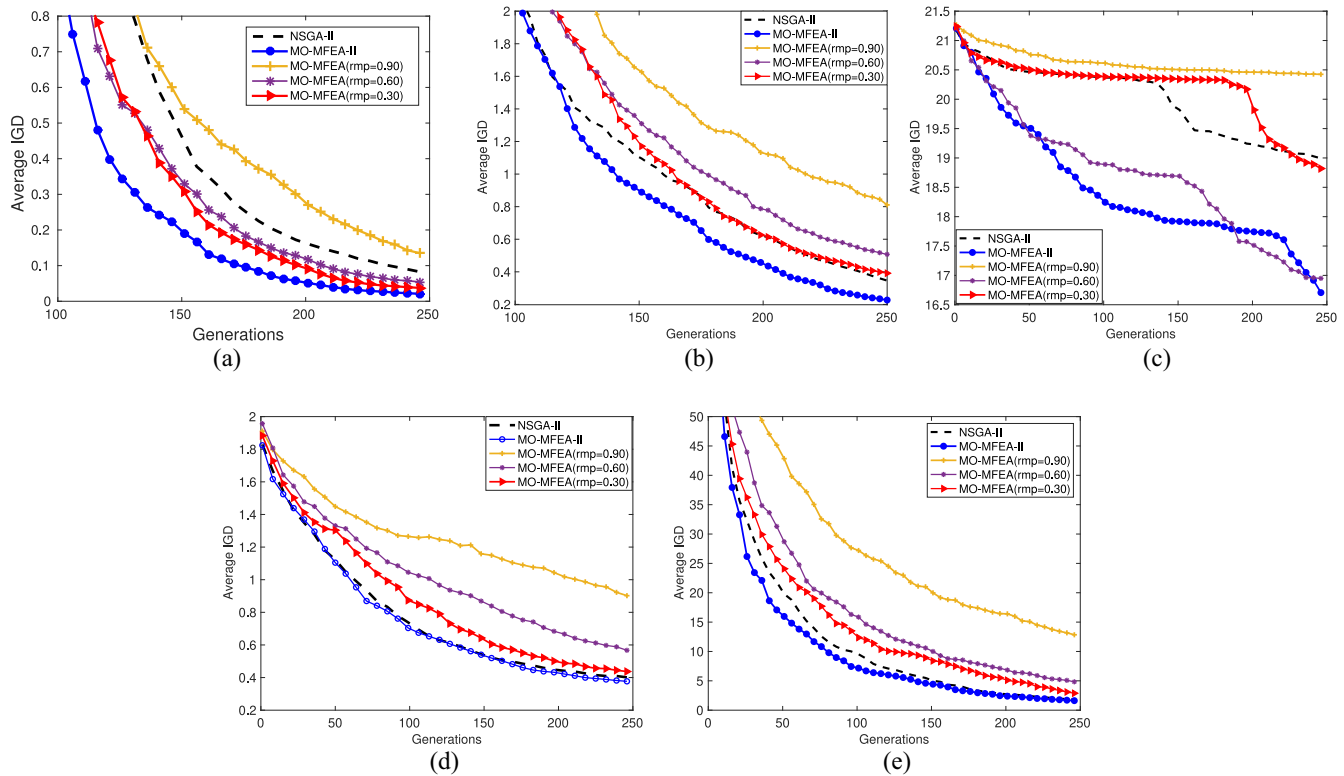 0.8
0.7
0.6
0.5
0.4
0.3
0.2
0.1
0
Average IGD
100
150
200
250
Generations
NSGA-II
MO-MFEA-II
MO-MFEA(rmp=0.90)
MO-MFEA(rmp=0.60)
MO-MFEA(rmp=0.30)
(a)
2
1.8
1.6
1.4
1.2
1
0.8
0.6
0.4
0.2
Average IGD
100
150
200
250
Generations
NSGA-II
MO-MFEA-II
MO-MFEA(rmp=0.90)
MO-MFEA(rmp=0.60)
MO-MFEA(rmp=0.30)
(b)
21.5
21
20.5
20.4
19.5
19
18.5
18
17.5
17
16.5
Average IGD
0
50
100
150
200
250
Generations
NSGA-II
MO-MFEA-II
MO-MFEA(rmp=0.90)
MO-MFEA(rmp=0.60)
MO-MFEA(rmp=0.30)
(c)
2
1.8
1.6
1.4
1.2
1
0.8
0.6
0.4
0.2
Average IGD
0
50
100
150
200
250
Generations
NSGA-II
MO-MFEA-II
MO-MFEA(rmp=0.90)
MO-MFEA(rmp=0.60)
MO-MFEA(rmp=0.30)
(d)
50
45
40
35
30
25
20
15
10
5
0
Average IGD
0
50
100
150
200
250
Generations
NSGA-II
MO-MFEA-II
MO-MFEA(rmp=0.90)
MO-MFEA(rmp=0.60)
MO-MFEA(rmp=0.30)
(e)